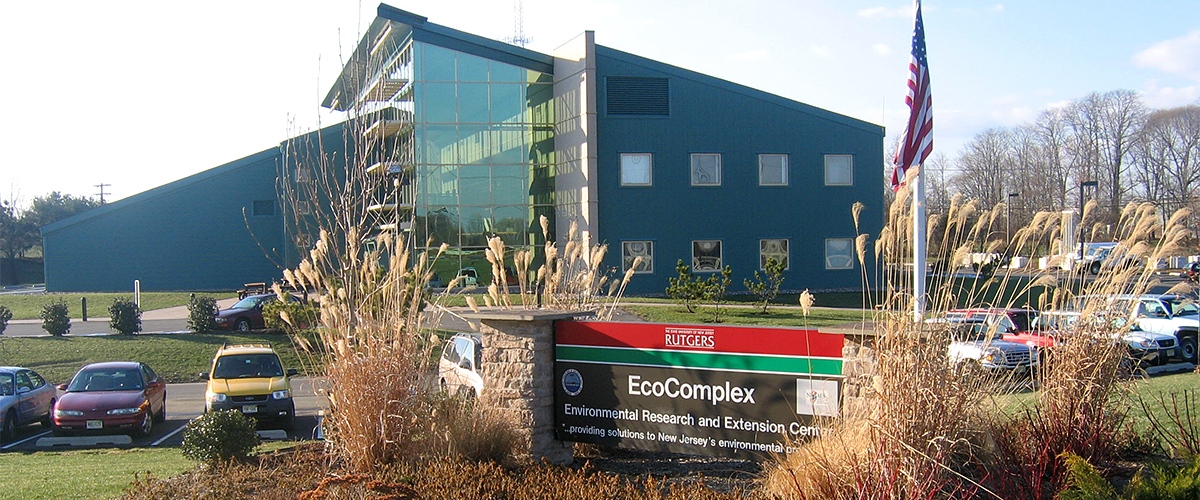 THE STATE UNIVERSITY OF NEW JERSEY
RUTGERS
EcoComplex
Environmental Research and Extension Cente
"...providing solutions to New Jersey's environmental pr